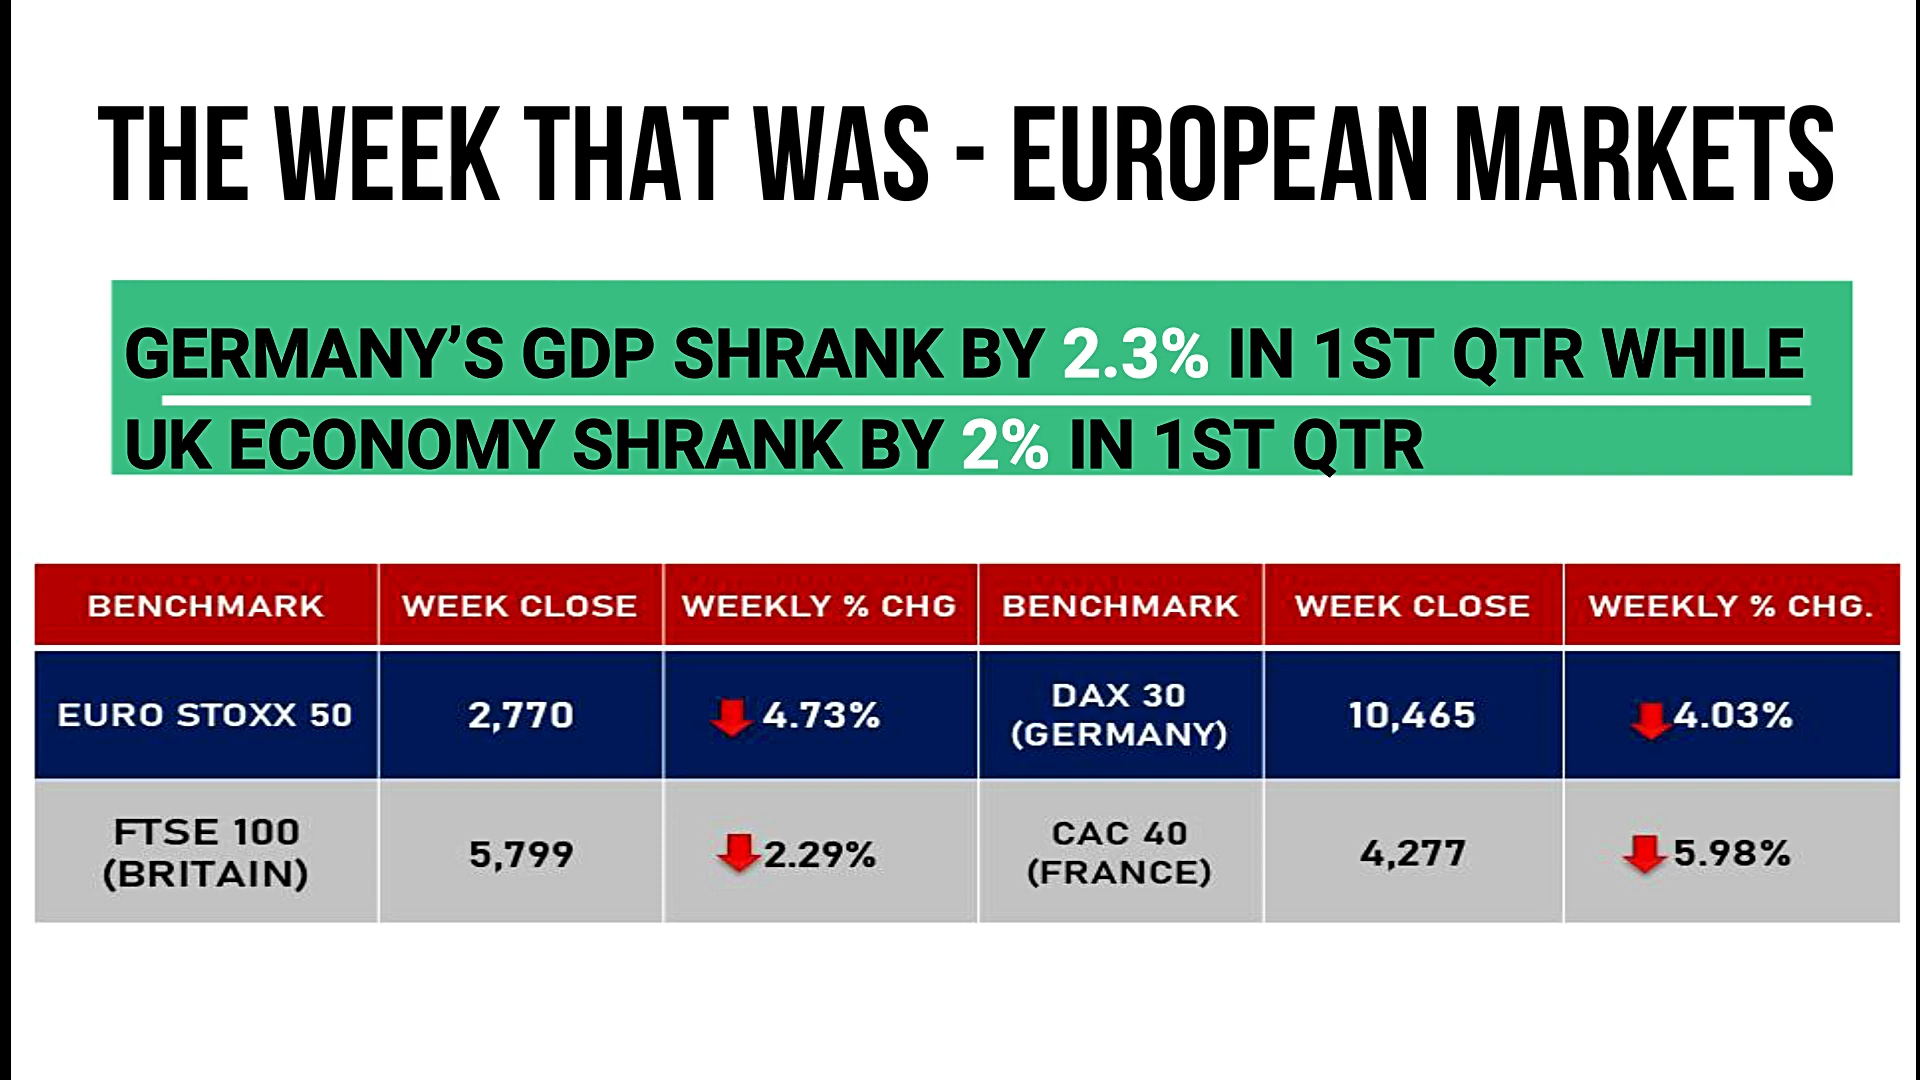 THE WEEK THAT WAS - EUROPEAN MARKETS
GERMANY’S GDP SHRANK BY 2.3% IN 1ST QTR WHILE
UK ECONOMY SHRANK BY 2% IN 1ST QTR
BENCHMARK WEEK CLOSE WEEKLY % CHG BENCHMARK WEEK CLOSE WEEKLY % CHG.
EURO STOXX 50 2,770 4.73% DAX 30 (GERMANY) 10,465 4.03%
FTSE 100 (BRITAIN) 5,799 2.29% CAC 40 (FRANCE) 4,277 5.98%